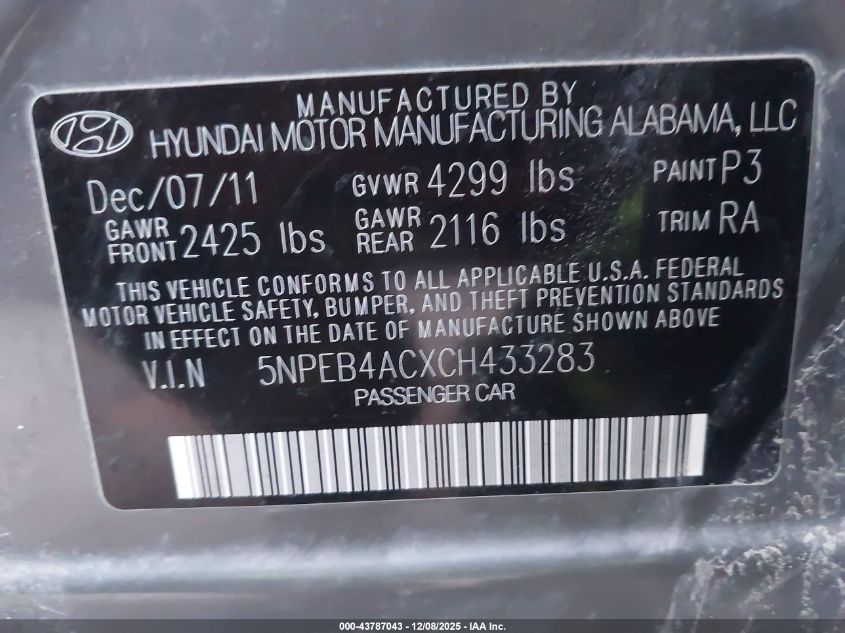 MANUFACTURED BY
HYUNDAI MOTOR MANUFACTURING ALABAMA, LLC
Dec/07/11 GVWR 4299 lbs PAINT P3
GAWR FRONT 2425 lbs GAWR REAR 2116 lbs TRIM RA
THIS VEHICLE CONFORMS TO ALL APPLICABLE U.S.A. FEDERAL
MOTOR VEHICLE SAFETY, BUMPER, AND THEFT PREVENTION STANDARDS
IN EFFECT ON THE DATE OF MANUFACTURE SHOWN ABOVE
V.I.N 5NPEB4ACXCH433283
PASSENGER CAR
000-43787043 - 12/08/2025 - IAA Inc.